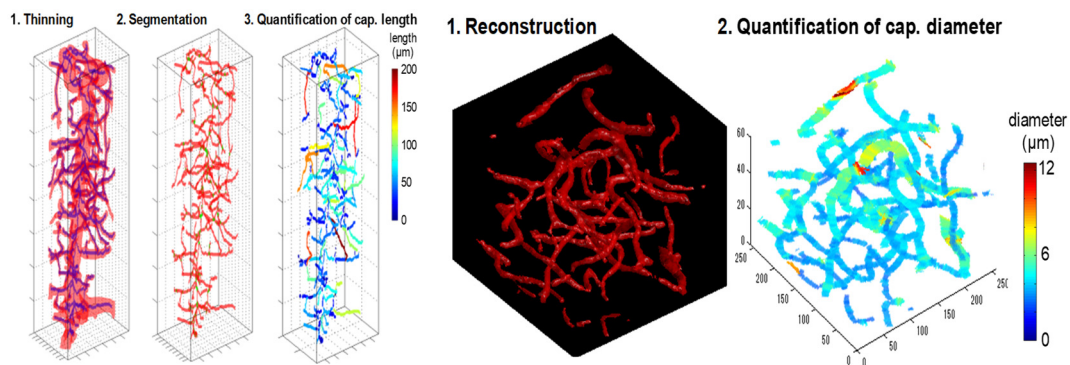 1. Thinning
2. Segmentation
3. Quantification of cap. length
length
(µm)
200
150
100
50
0
1. Reconstruction
2. Quantification of cap. diameter
60
40
20
0
250
200
150
100
50
0
50
100
150
200
250
diameter
(µm)
12
6
0